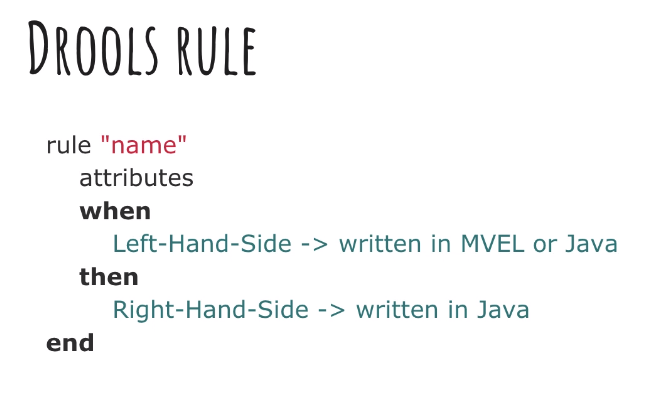 DROOLS RULE
rule "name"
attributes
when
Left-Hand-Side -> written in MVEL or Java
then
Right-Hand-Side -> written in Java
end